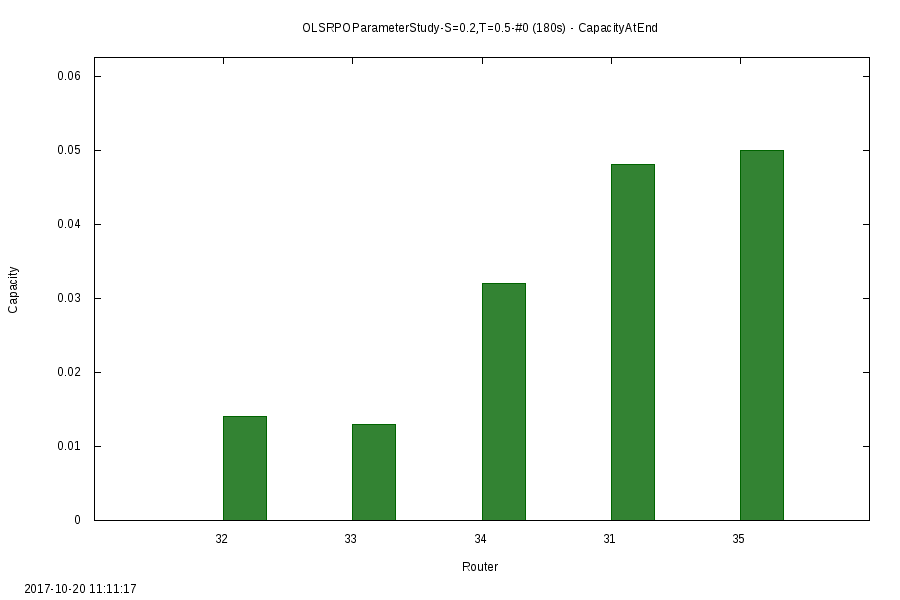 OLSRPOParameterStudy-S=0.2,T=0.5-#0 (180s) - CapacityAtEnd
0.06
0.05
0.04
0.03
0.02
0.01
0
Capacity
32 33 34 31 35
Router
2017-10-20 11:11:17